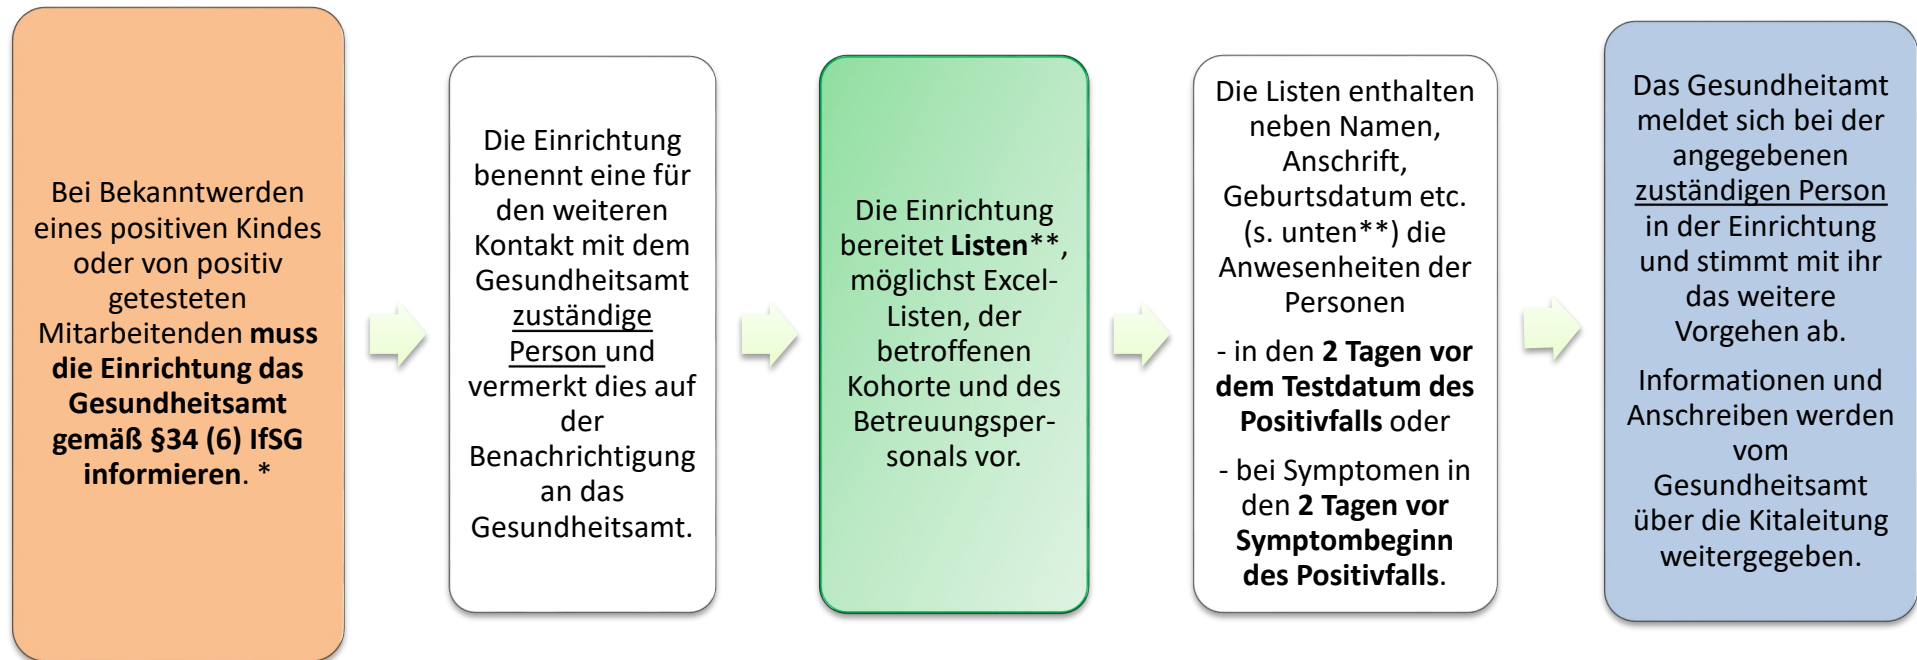 Bei Bekanntwerden
eines positiven Kindes
oder von positiv
getesteten
Mitarbeitenden muss
die Einrichtung das
Gesundheitsamt
gemäß §34 (6) IfSG
informieren. *
Die Einrichtung
benennt eine für
den weiteren
Kontakt mit dem
Gesundheitsamt
zuständige
Person und
vermerkt dies auf
der
Benachrichtigung
an das
Gesundheitsamt.
Die Einrichtung
bereitet Listen**,
möglichst Excel-
Listen, der
betroffenen
Kohorte und des
Betreuungsper-
sonals vor.
Die Listen enthalten
neben Namen,
Anschrift,
Geburtsdatum etc.
(s. unten**) die
Anwesenheiten der
Personen
- in den 2 Tagen vor
dem Testdatum des
Positivfalls oder
- bei Symptomen in
den 2 Tagen vor
Symptombeginn
des Positivfalls.
Das Gesundheitamt
meldet sich bei der
angegebenen
zuständigen Person
in der Einrichtung
und stimmt mit ihr
das weitere
Vorgehen ab.
Informationen und
Anschreiben werden
vom
Gesundheitsamt
über die Kitaleitung
weitergegeben.